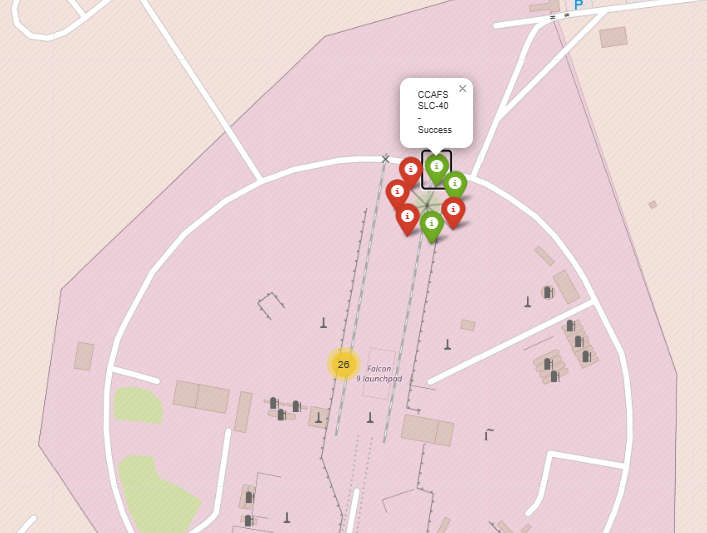 P
CCAFS
SLC-40
-
Success
×
i
i
i
i
i
i
i
26
Falcon
9 launchpad